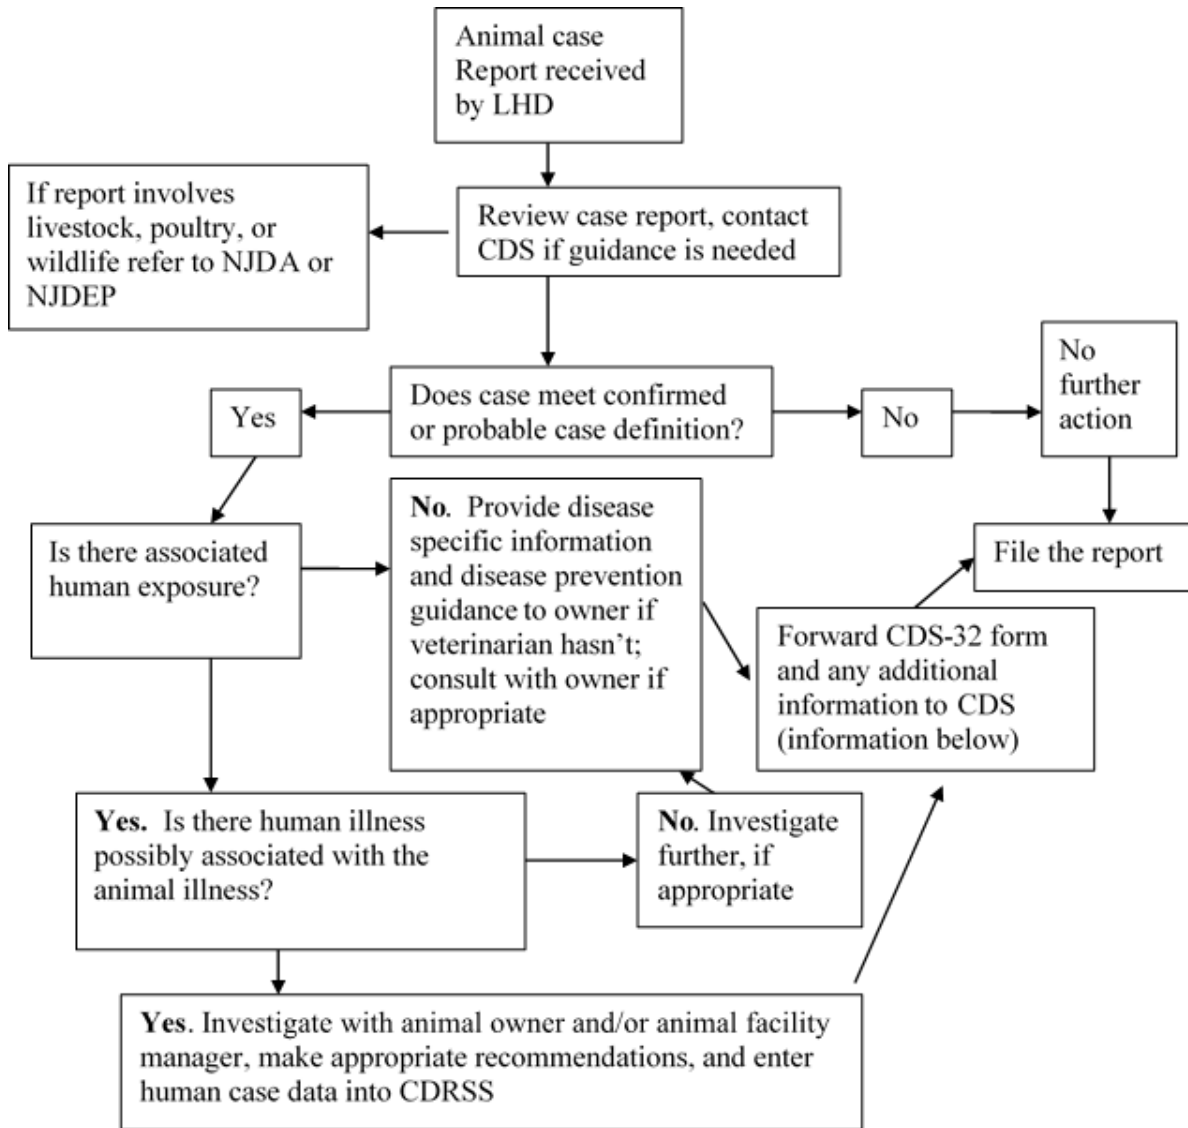 Animal case
Report received
by LHD
If report involves
livestock, poultry, or
wildlife refer to NJDA or
NJDEP
Review case report, contact
CDS if guidance is needed
Does case meet confirmed
or probable case definition?
Yes
No
No
further
action
Is there associated
human exposure?
No.  Provide disease
specific information
and disease prevention
guidance to owner if
veterinarian hasn't;
consult with owner if
appropriate
File the report
Forward CDS-32 form
and any additional
information to CDS
(information below)
Yes.  Is there human illness
possibly associated with the
animal illness?
No. Investigate
further, if
appropriate
Yes. Investigate with animal owner and/or animal facility
manager, make appropriate recommendations, and enter
human case data into CDRSS